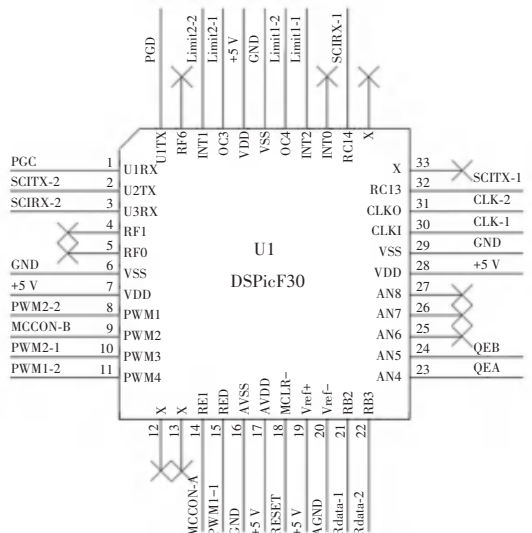 PGD
Limit2-2
Limit2-1
+5 V
GND
Limit1-2
Limit1-1
SCIRX-1
U1TX
RF6
INT1
OC3
VDD
VSS
OC4
INT2
INT0
RC14
X
PGC 1 U1RX
SCITX-2 2 U2TX
SCIRX-2 3 U3RX
4 RF1
5 RF0
GND 6 VSS
+5 V 7 VDD
PWM2-2 8 PWM1
MCCON-B 9 PWM2
PWM2-1 10 PWM3
PWM1-2 11 PWM4
U1
DSPicF30
X 33
RC13 32 SCITX-1
CLKO 31 CLK-2
CLKI 30 CLK-1
VSS 29 GND
VDD 28 +5 V
AN8 27
AN7 26
AN6 25
AN5 24 QEB
AN4 23 QEA
X
X
RE1
RED
AVSS
AVDD
MCLR-
Vref+
Vref-
RB2
RB3
12
13
14
15
16
17
18
19
20
21
22
MCCON-A
PWM1-1
GND
+5 V
RESET
+5 V
AGND
Rdata-1
Rdata-2